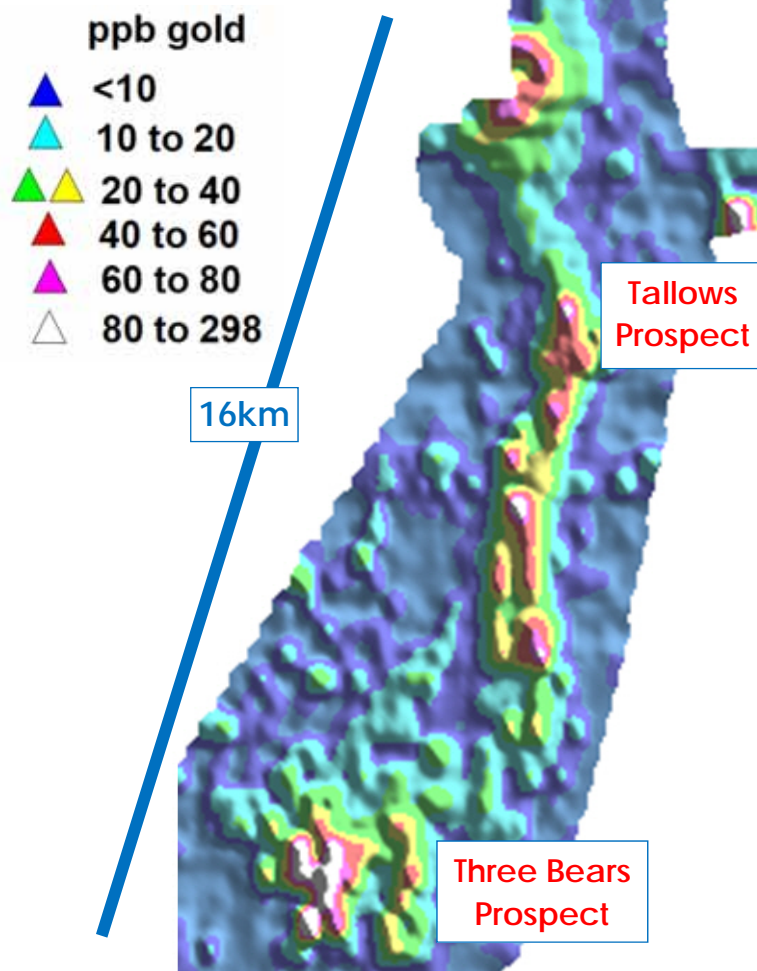 ppb gold
<10
10 to 20
20 to 40
40 to 60
60 to 80
80 to 298
Tallows
Prospect
16km
Three Bears
Prospect